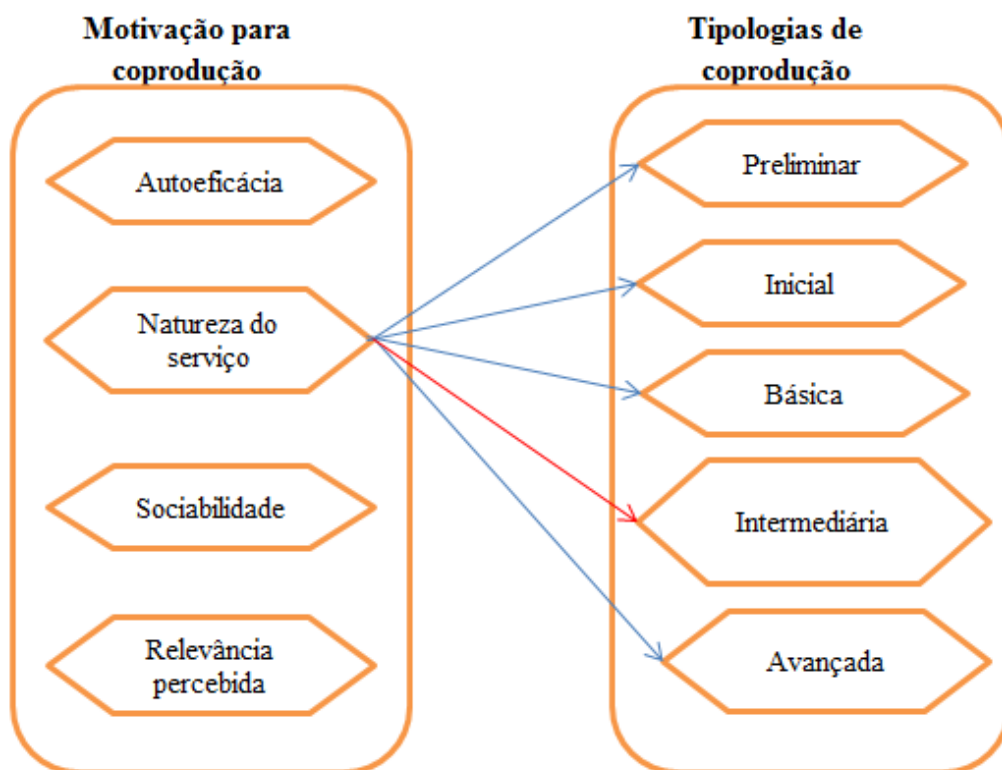 Motivação para
coprodução
Autoeficácia
Natureza do
serviço
Sociabilidade
Relevância
percebida
Tipologias de
coprodução
Preliminar
Inicial
Básica
Intermediária
Avançada